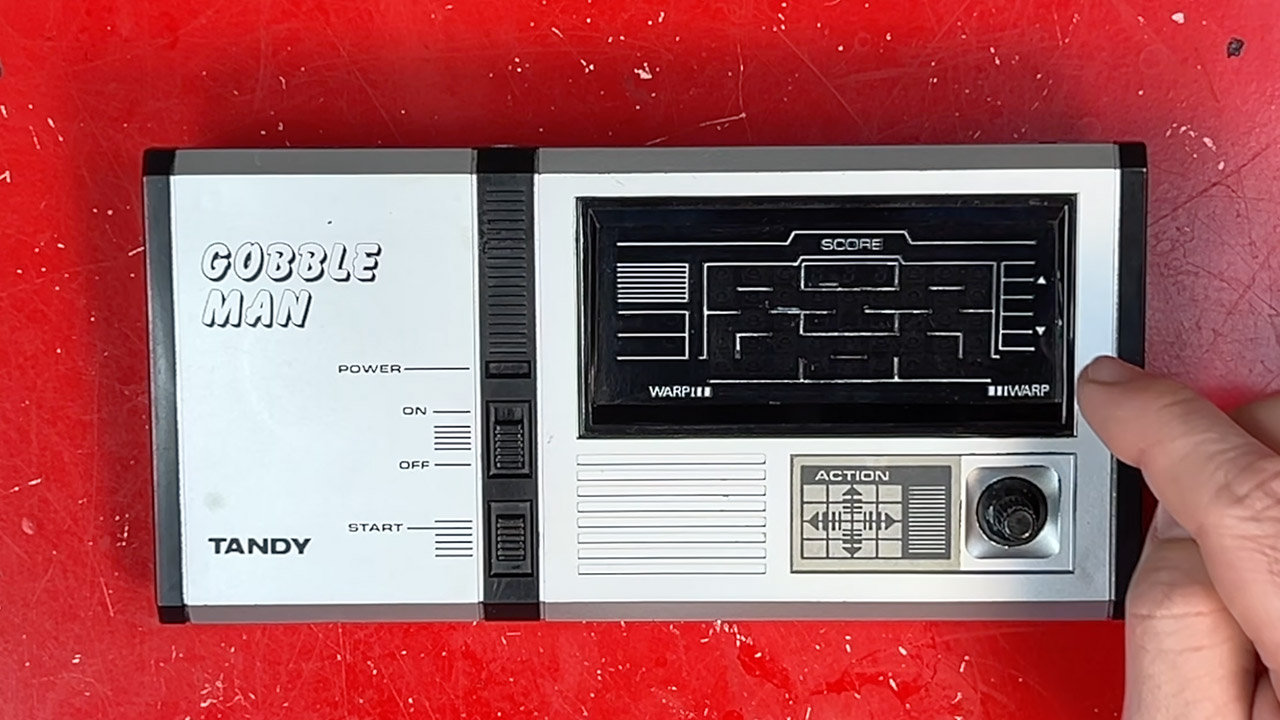 GOBBLE
MAN
POWER
ON
OFF
START
TANDY
SCORE
WARP
WARP
ACTION